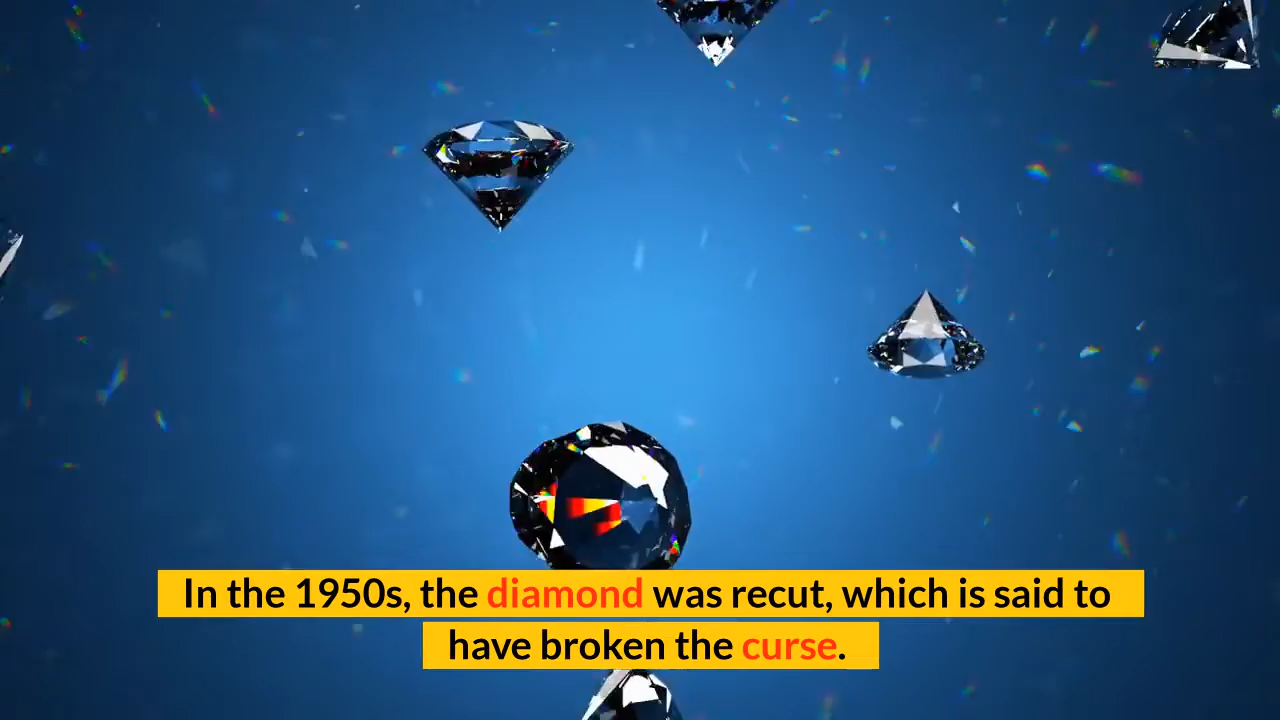 In the 1950s, the diamond was recut, which is said to
have broken the curse.